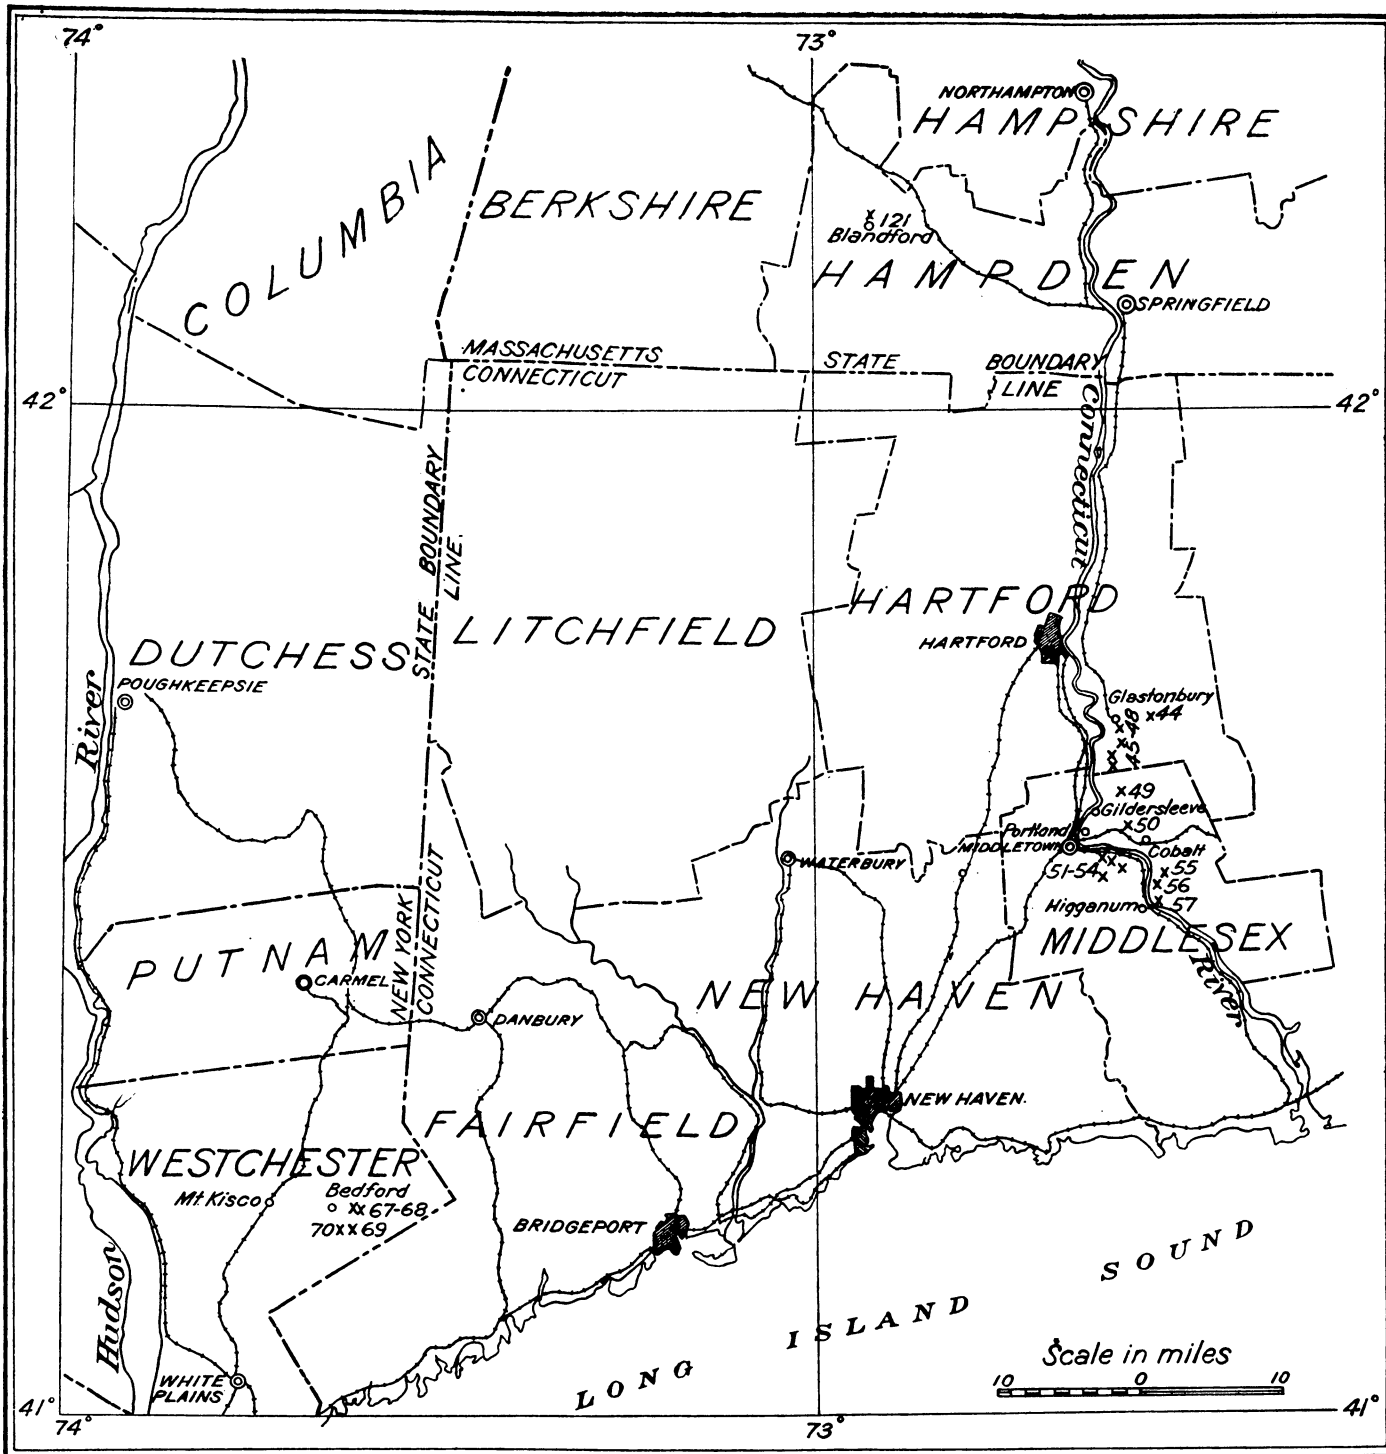 74°
73°
NORTHAMPTON
HAMPSHIRE
COLUMBIA
BERKSHIRE
x 121
Blandford
HAMPDEN
SPRINGFIELD
MASSACHUSETTS
CONNECTICUT
STATE
BOUNDARY
LINE
42°
42°
Connecticut
STATE BOUNDARY
LINE.
HARTFORD
HARTFORD
LITCHFIELD
DUTCHESS
POUGHKEEPSIE
River
Glastonbury
x44
45-48
x49
Gildersleeve
Portland
x50
MIDDLETOWN
Cobalt
WATERBURY
51-54
x55
x56
x57
Higganum
MIDDLESEX
River
PUTNAM
CARMEL
NEW YORK
CONNECTICUT
DANBURY
NEW HAVEN
NEW HAVEN.
FAIRFIELD
WESTCHESTER
Mt. Kisco
Bedford
xx67-68
70xx69
BRIDGEPORT
Hudson
WHITE
PLAINS
LONG ISLAND SOUND
Scale in miles
10 0 10
41°
74°
73°
41°